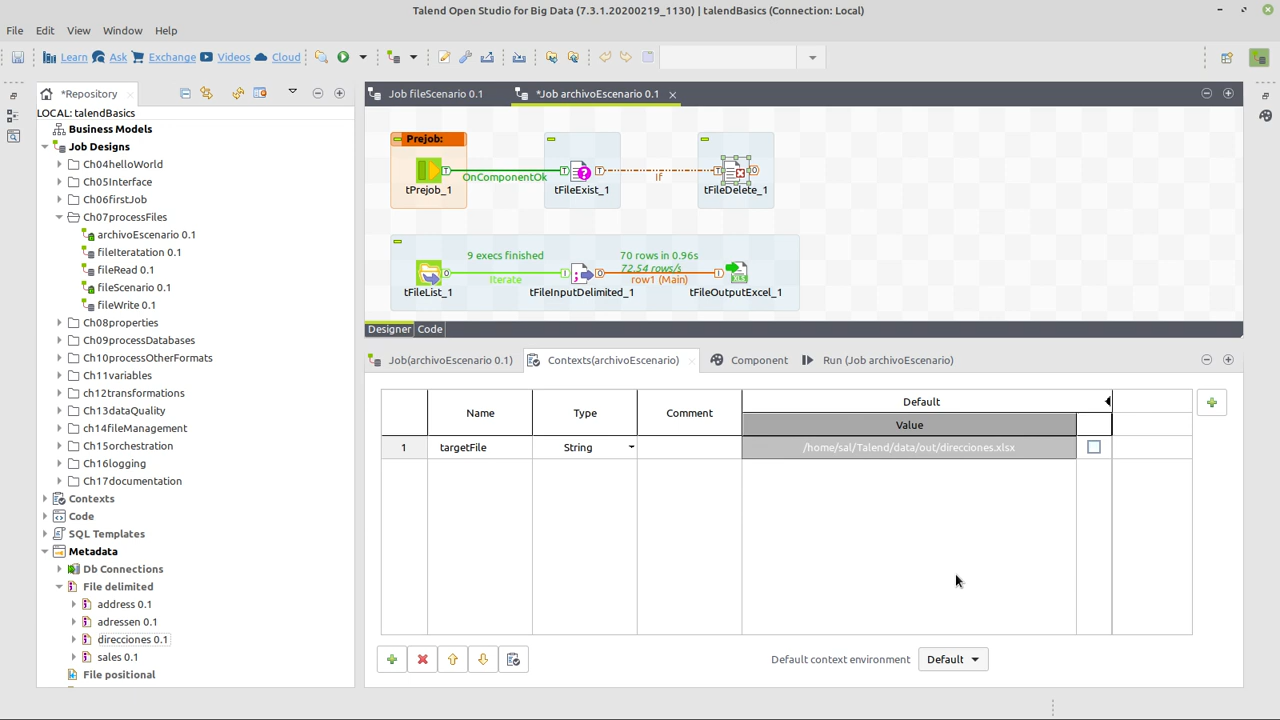 Talend Open Studio for Big Data (7.3.1.20200219_1130) | talendBasics (Connection: Local)
File Edit View Window Help
Learn Ask Exchange Videos Cloud
*Repository
LOCAL: talendBasics
Business Models
Job Designs
Ch04helloWorld
Ch05Interface
Ch06firstJob
Ch07processFiles
archivoEscenario 0.1
fileIteratation 0.1
fileRead 0.1
fileScenario 0.1
fileWrite 0.1
Ch08properties
Ch09processDatabases
Ch10processOtherFormats
Ch11variables
ch12transformations
Ch13dataQuality
ch14fileManagement
Ch15orchestration
Ch16logging
Ch17documentation
Contexts
Code
SQL Templates
Metadata
Db Connections
File delimited
address 0.1
adressen 0.1
direcciones 0.1
sales 0.1
File positional
Job fileScenario 0.1
*Job archivoEscenario 0.1
Prejob:
OnComponentOk
If
tPrejob_1
tFileExist_1
tFileDelete_1
9 execs finished
70 rows in 0.96s
72.54 rows/s
Iterate
row1 (Main)
tFileList_1
tFileInputDelimited_1
tFileOutputExcel_1
Designer Code
Job(archivoEscenario 0.1)
Contexts(archivoEscenario)
Component
Run (Job archivoEscenario)
Name Type Comment Default
Value
1 targetFile String /home/sal/Talend/data/out/direcciones.xlsx
Default context environment Default